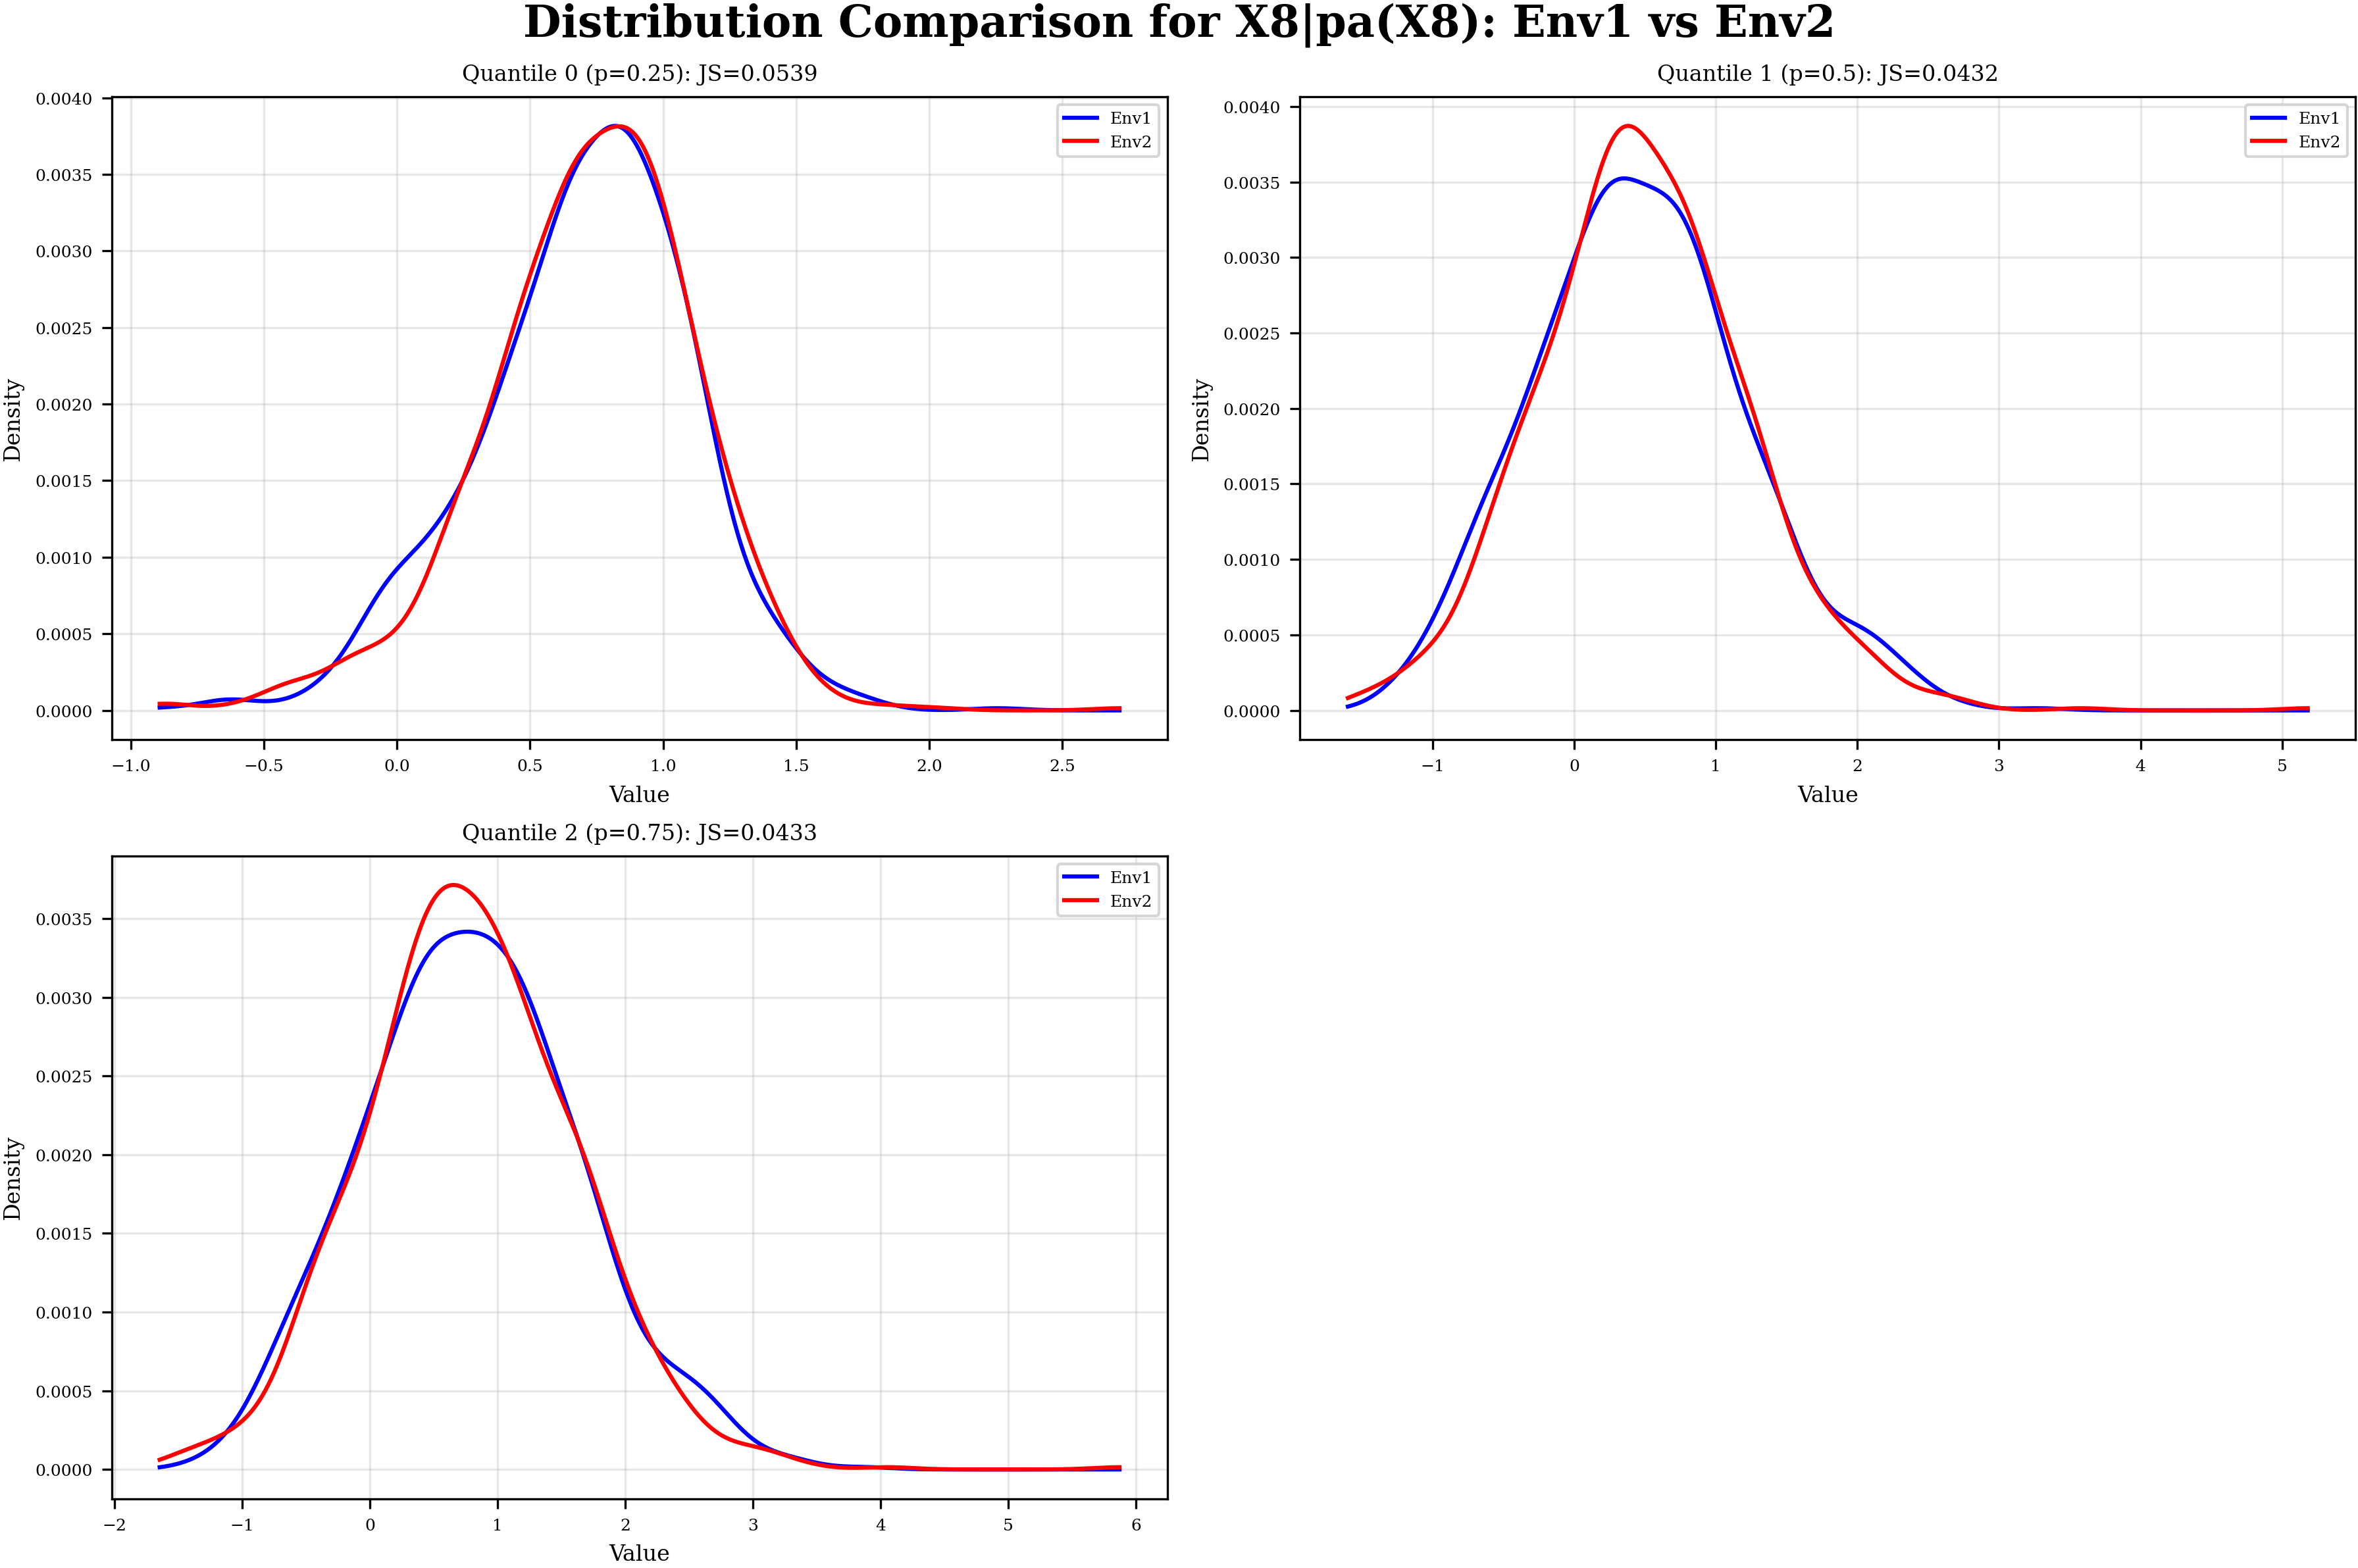 Distribution Comparison for X8|pa(X8): Env1 vs Env2
Quantile 0 (p=0.25): JS=0.0539
Env1
Env2
0.0040
0.0035
0.0030
0.0025
0.0020
0.0015
0.0010
0.0005
0.0000
Density
−1.0 −0.5 0.0 0.5 1.0 1.5 2.0 2.5
Value
Quantile 1 (p=0.5): JS=0.0432
Env1
Env2
0.0040
0.0035
0.0030
0.0025
0.0020
0.0015
0.0010
0.0005
0.0000
Density
−1 0 1 2 3 4 5
Value
Quantile 2 (p=0.75): JS=0.0433
Env1
Env2
0.0035
0.0030
0.0025
0.0020
0.0015
0.0010
0.0005
0.0000
Density
−2 −1 0 1 2 3 4 5 6
Value